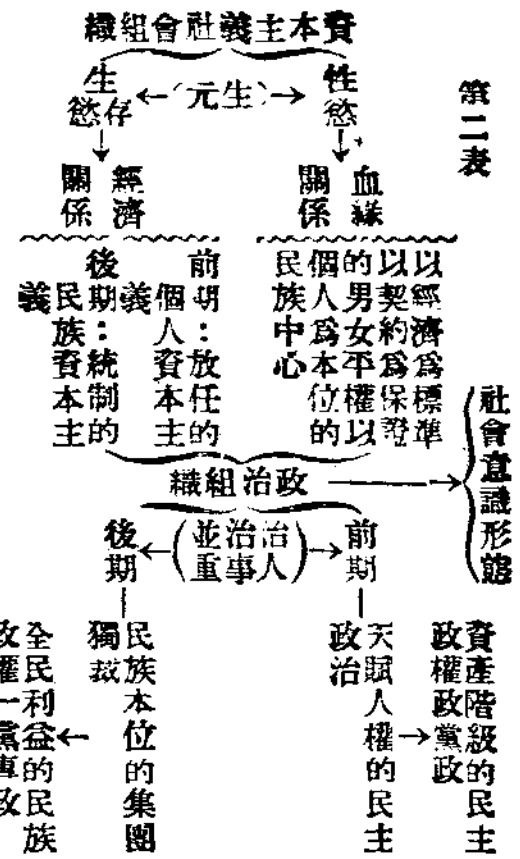 第二表
資本主義社會組織
性慾
←(元生)→
生存慾
血緣關係
經濟關係
以經濟為標準
以契約為保證
的男女平權以
個人為本位的
民族中心
前期：放任的
個人資本主
義
後期：統制的
民族資本主
義
政治組織
社會意識形態
前期
(治人治事並重)
後期
天賦人權的民主
政治
資產階級的民主
政權政黨政
民族本位的集團
獨裁
全民利益的民族
政權一黨專政